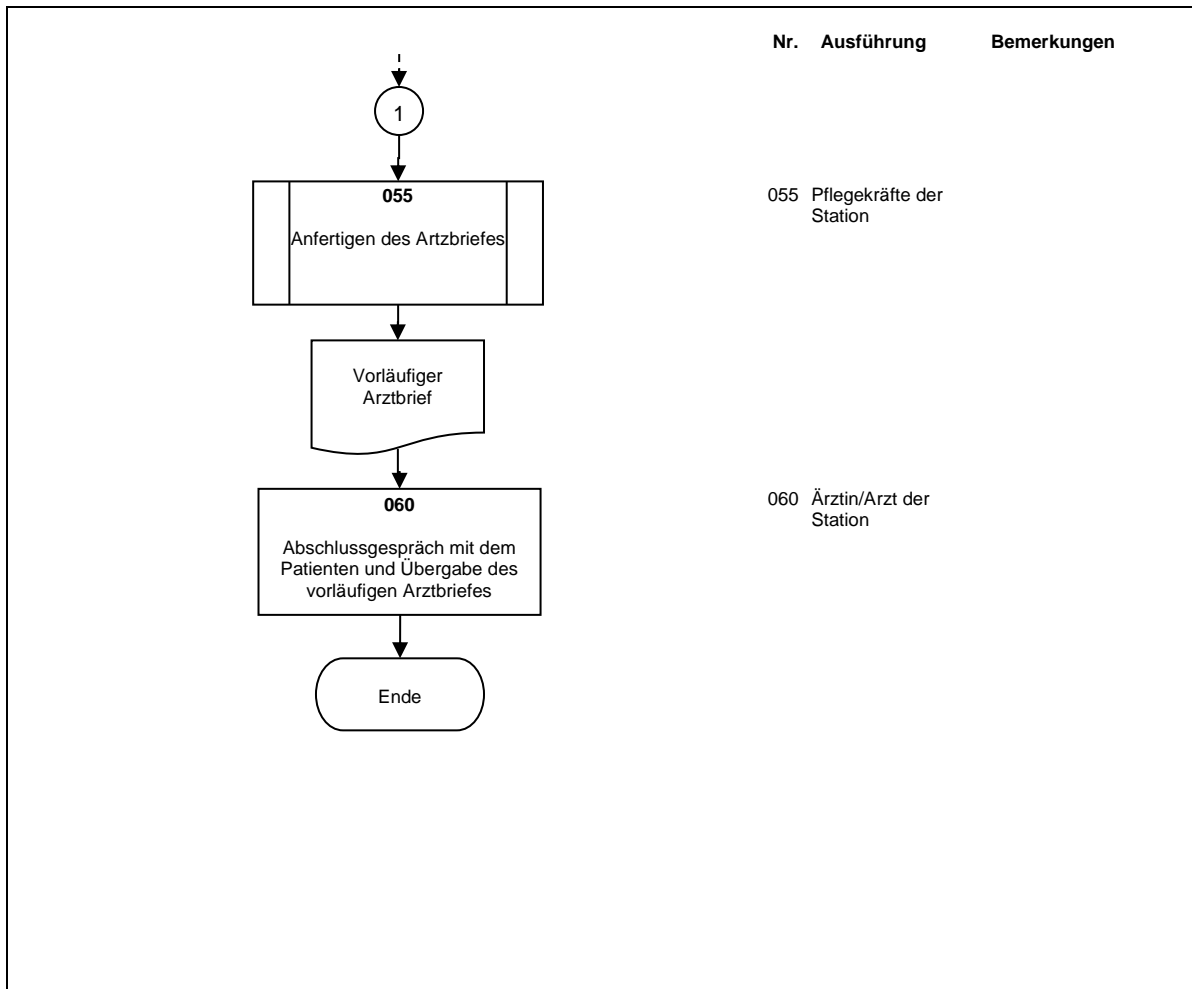 Nr. Ausführung Bemerkungen
1
055
Anfertigen des Artzbriefes
055 Pflegekräfte der
Station
Vorläufiger
Arztbrief
060
Abschlussgespräch mit dem
Patienten und Übergabe des
vorläufigen Arztbriefes
060 Ärztin/Arzt der
Station
Ende